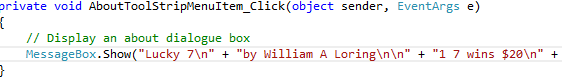 private void AboutToolStripMenuItem_Click(object sender, EventArgs e)
{
// Display an about dialogue box
MessageBox.Show("Lucky 7\n" + "by William A Loring\n\n" + "1 7 wins $20\n" +
}